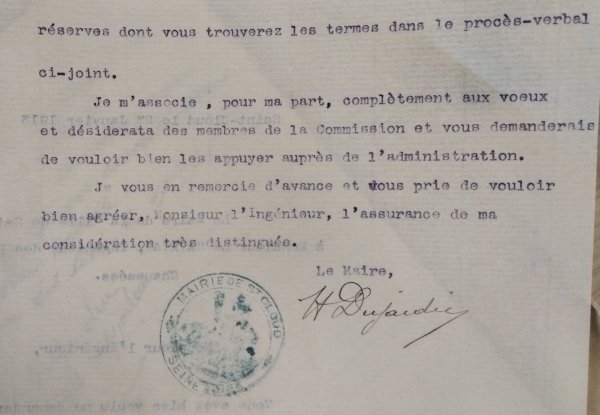 réserves dont vous trouverez les termes dans le procès-verbal
ci-joint.
Je m'associe , pour ma part, complètement aux voeux
et désiderata des membres de la Commission et vous demanderais
de vouloir bien les appuyer auprès de l'administration.
Je vous en remercie d'avance et vous prie de vouloir
bien agréer, Monsieur l'Ingénieur, l'assurance de ma
considération très distinguée.
Le Maire,
H Dujardin
MAIRIE DE ST CLOUD
SEINE & OISE